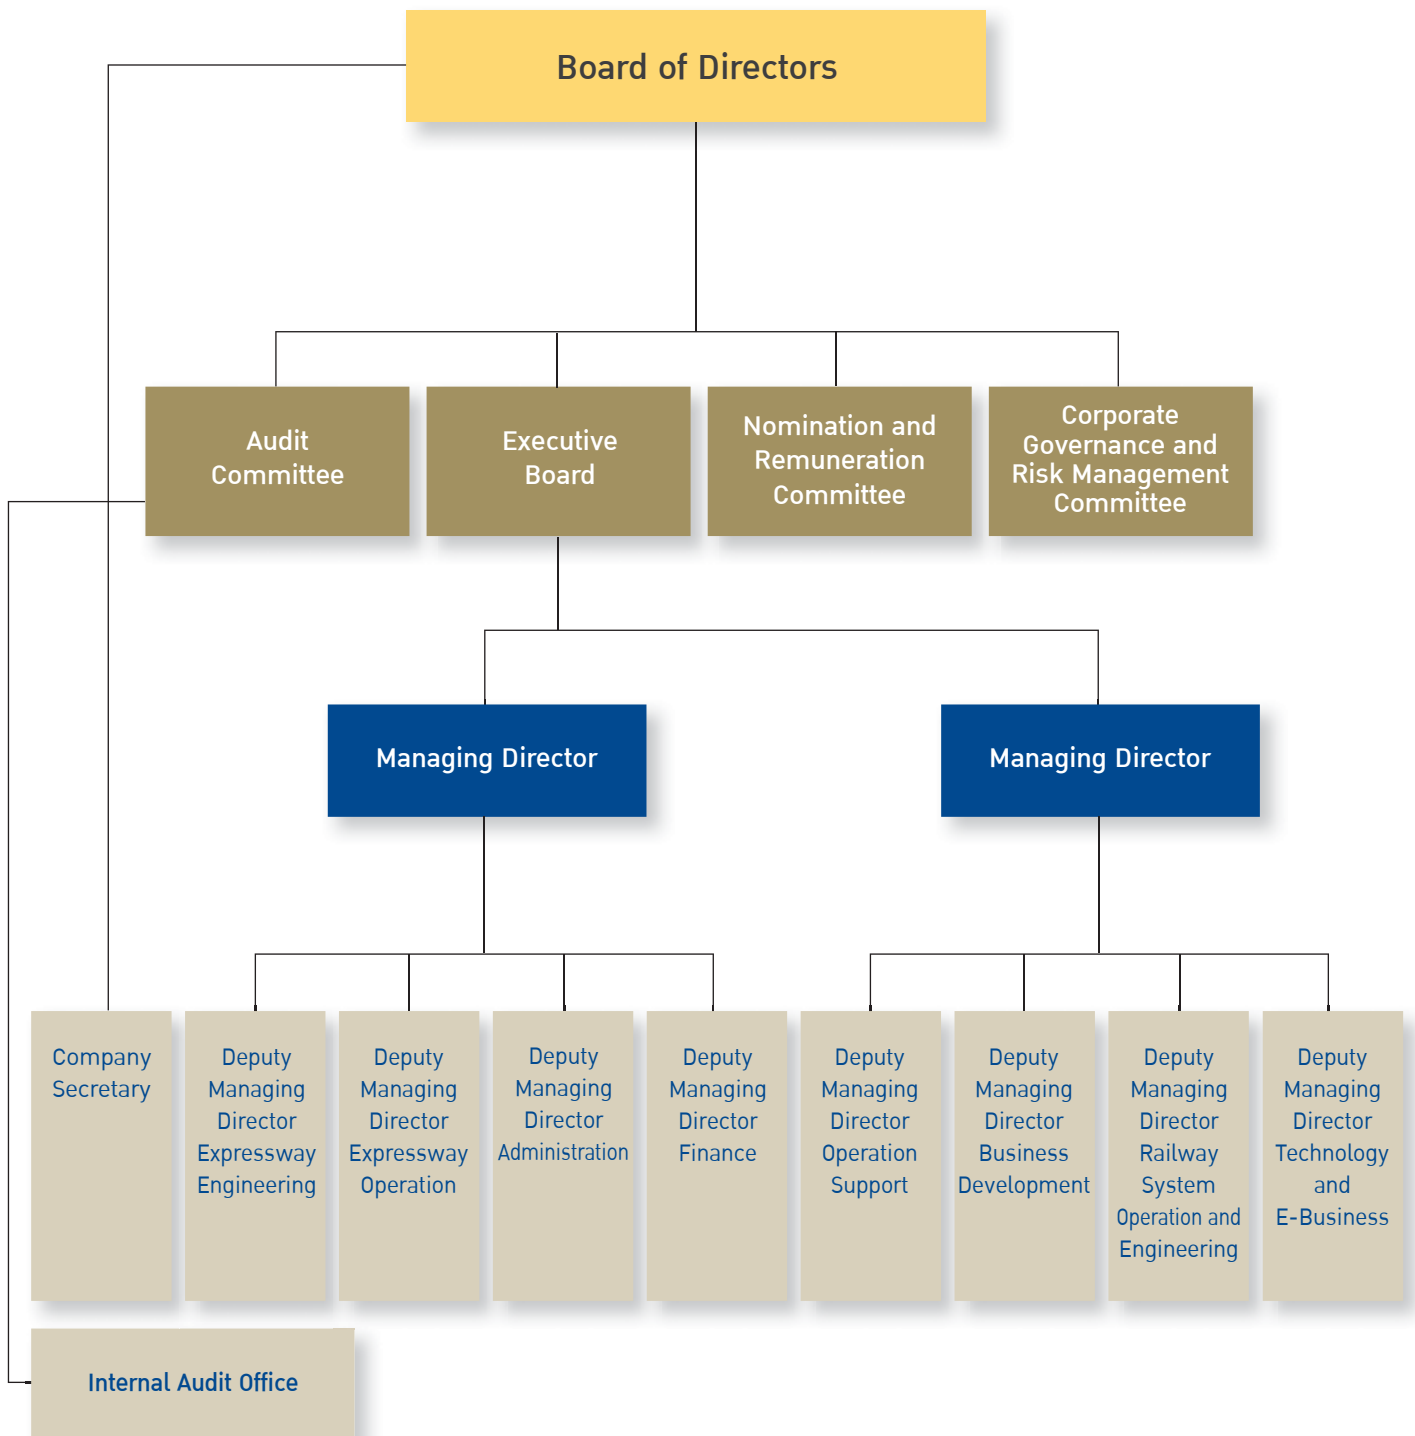 Board of Directors
Audit
Committee
Executive
Board
Nomination and
Remuneration
Committee
Corporate
Governance and
Risk Management
Committee
Managing Director
Managing Director
Company
Secretary
Deputy
Managing
Director
Expressway
Engineering
Deputy
Managing
Director
Expressway
Operation
Deputy
Managing
Director
Administration
Deputy
Managing
Director
Finance
Deputy
Managing
Director
Operation
Support
Deputy
Managing
Director
Business
Development
Deputy
Managing
Director
Railway
System
Operation and
Engineering
Deputy
Managing
Director
Technology
and
E-Business
Internal Audit Office